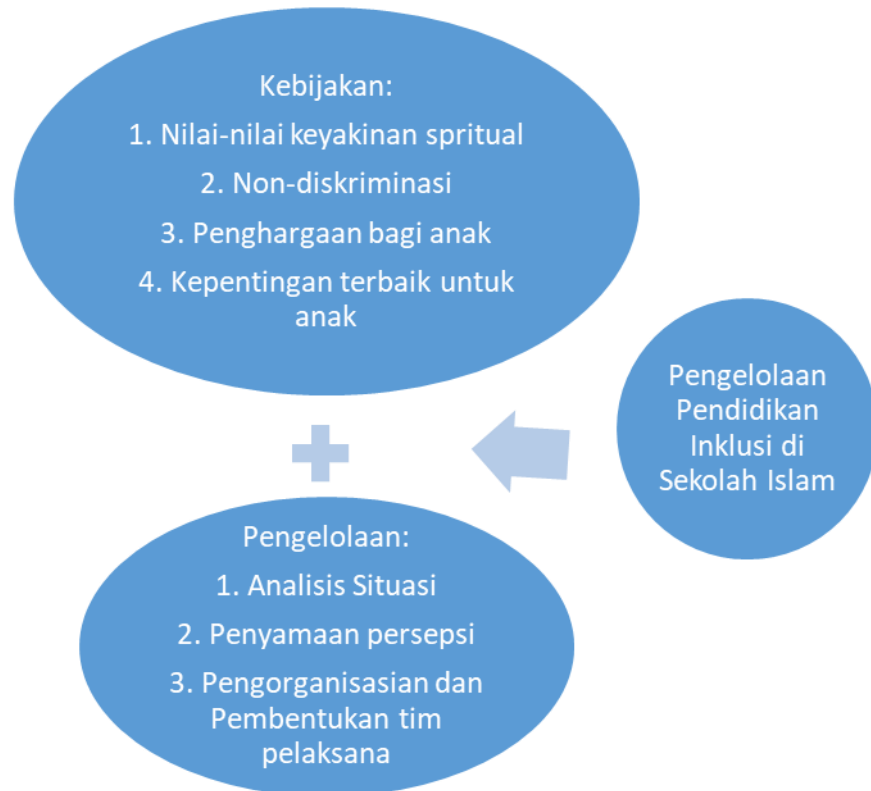 Kebijakan:
1. Nilai-nilai keyakinan spritual
2. Non-diskriminasi
3. Penghargaan bagi anak
4. Kepentingan terbaik untuk
anak
Pengelolaan
Pendidikan
Inklusi di
Sekolah Islam
Pengelolaan:
1. Analisis Situasi
2. Penyamaan persepsi
3. Pengorganisasian dan
Pembentukan tim
pelaksana